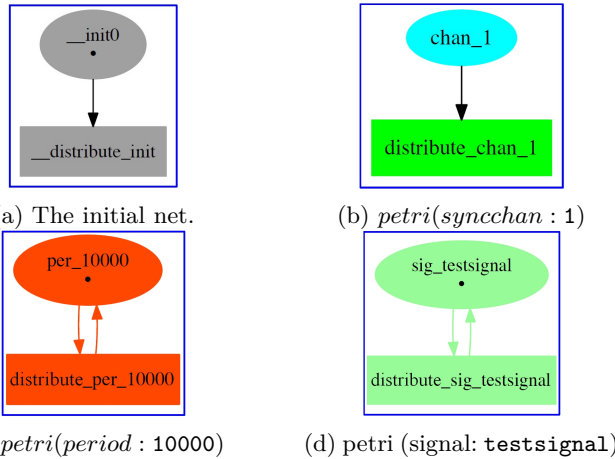 __init0
__distribute_init
chan_1
distribute_chan_1
a) The initial net.
(b) petri(syncchan : 1)
per_10000
distribute_per_10000
sig_testsignal
distribute_sig_testsignal
petri(period : 10000)
(d) petri (signal: testsignal)